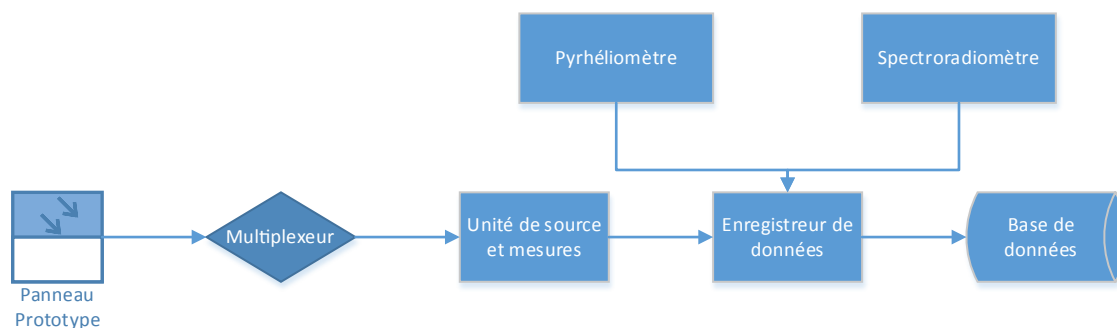 Pyrhéliomètre
Spectroradiomètre
Multiplexeur
Unité de source
et mesures
Enregistreur de
données
Base de
données
Panneau
Prototype